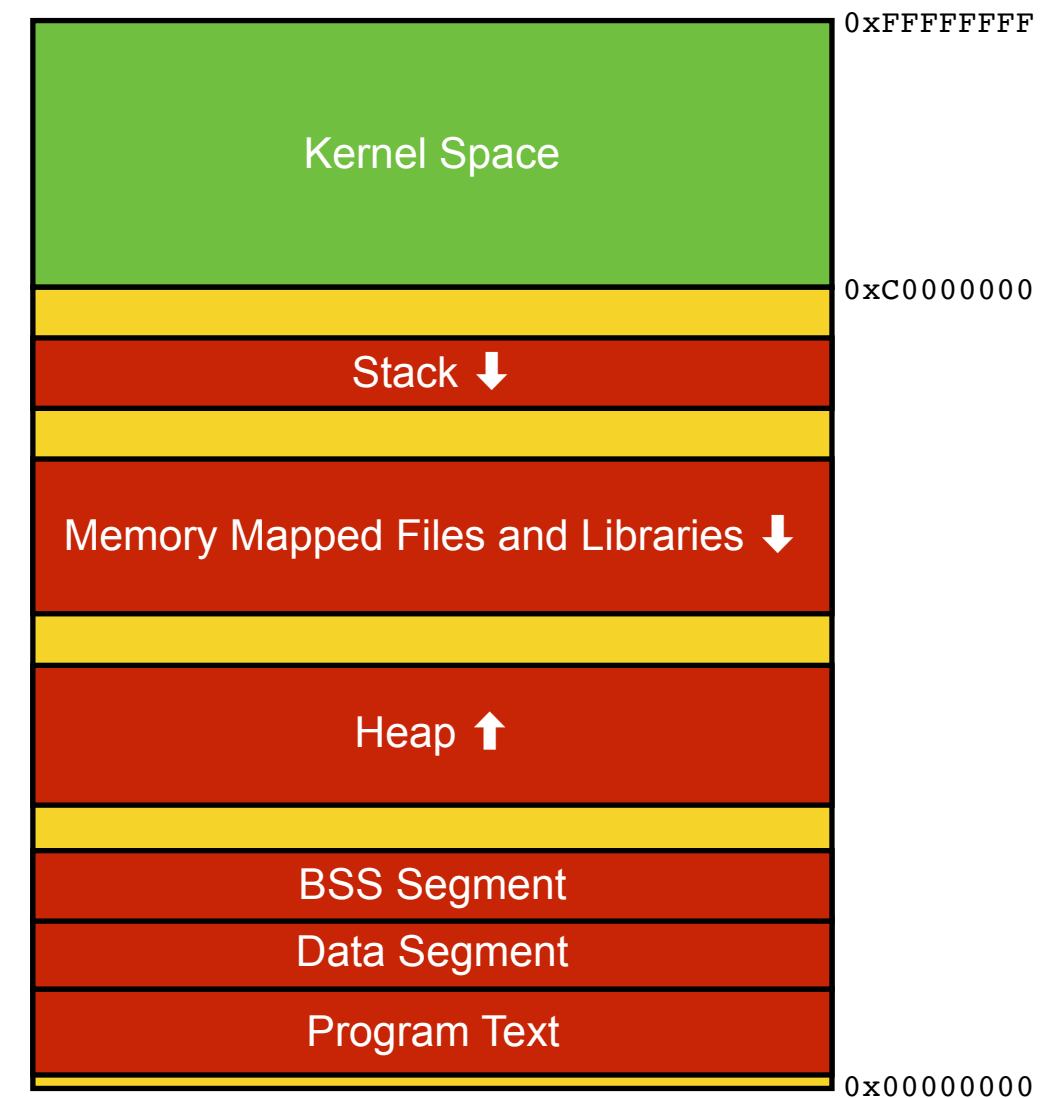 0xFFFFFFFF
Kernel Space
0xC0000000
Stack ⬇
Memory Mapped Files and Libraries ⬇
Heap ⬆
BSS Segment
Data Segment
Program Text
0x00000000